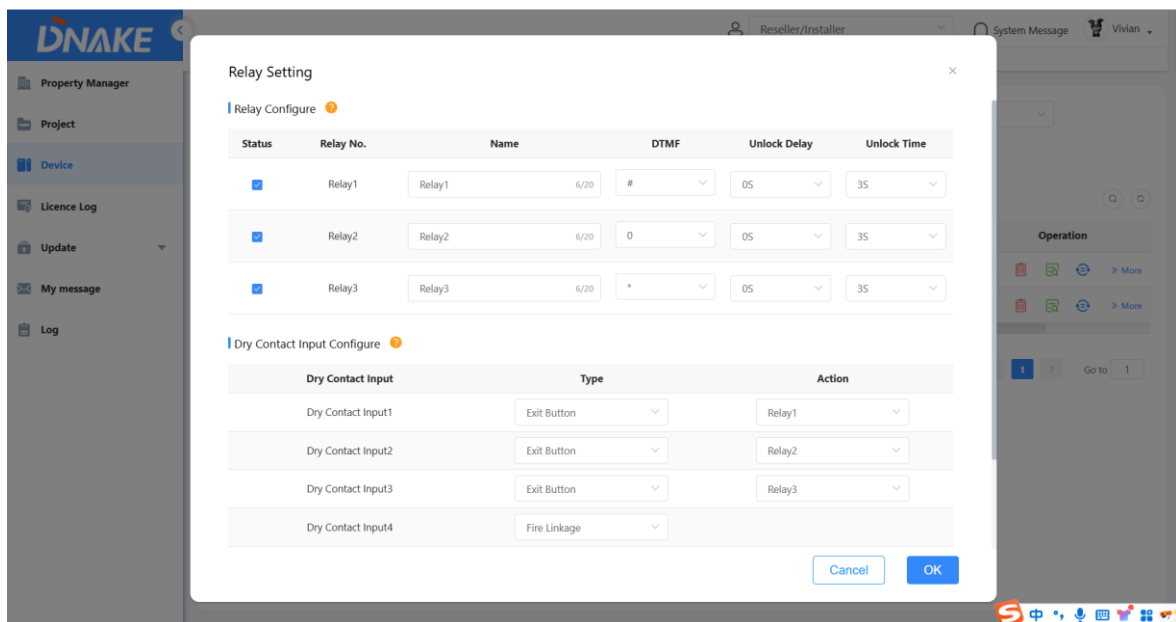 DNAKE
Reseller/Installer
System Message
Vivian
Property Manager
Project
Device
Licence Log
Update
My message
Log
Relay Setting
Relay Configure ?
Status Relay No. Name DTMF Unlock Delay Unlock Time
Relay1 Relay1 6/20 # 0S 3S
Relay2 Relay2 6/20 0 0S 3S
Relay3 Relay3 6/20 * 0S 3S
Dry Contact Input Configure ?
Dry Contact Input Type Action
Dry Contact Input1 Exit Button Relay1
Dry Contact Input2 Exit Button Relay2
Dry Contact Input3 Exit Button Relay3
Dry Contact Input4 Fire Linkage
Cancel OK
Operation
» More
» More
1 > Go to 1
S 中 °,